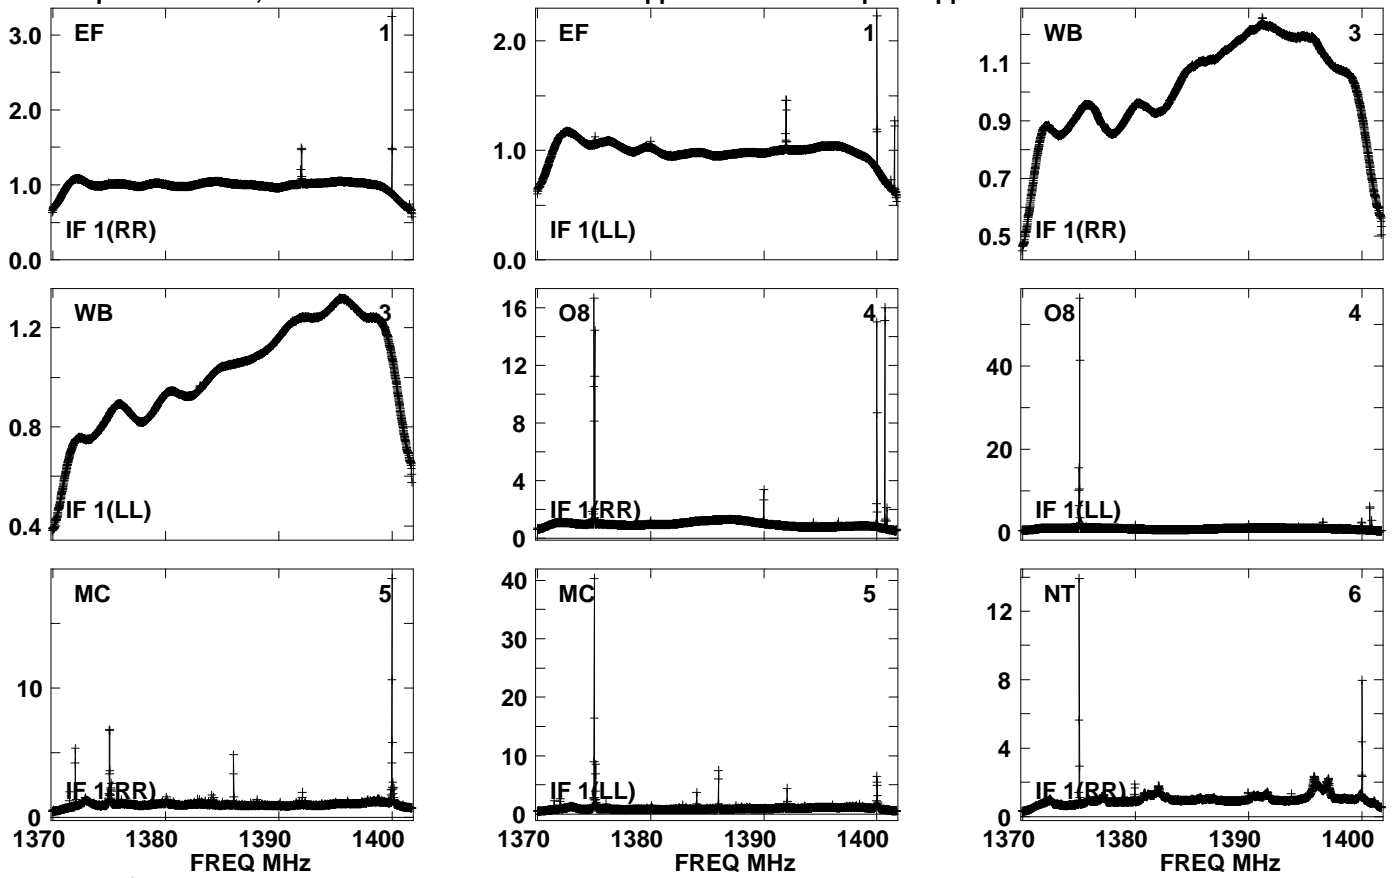 EF 1
3.0
2.0
1.0
0.0
IF 1(RR)
EF 1
2.0
1.0
0.0
IF 1(LL)
WB 3
1.1
0.9
0.7
0.5
IF 1(RR)
WB 3
1.2
0.8
0.4
IF 1(LL)
O8 4
16
12
8
4
0
IF 1(RR)
O8 4
40
20
0
IF 1(LL)
MC 5
10
0
IF 1(RR)
1370 1380 1390 1400
FREQ MHz
MC 5
40
30
20
10
0
IF 1(LL)
1370 1380 1390 1400
FREQ MHz
NT 6
12
8
4
0
IF 1(RR)
1370 1380 1390 1400
FREQ MHz